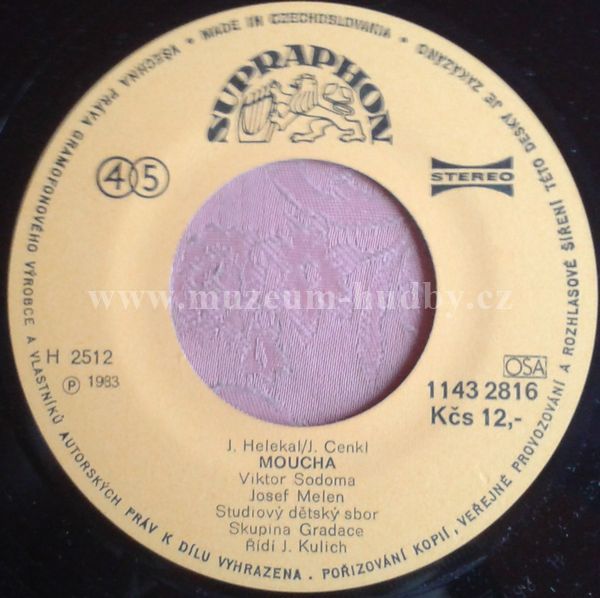 VŠECHNA PRÁVA GRAMOFONOVÉHO VÝROBCE A VLASTNÍKŮ AUTORSKÝCH PRÁV K DÍLU VYHRAZENA · POŘIZOVÁNÍ KOPIÍ, VEŘEJNÉ PROVOZOVÁNÍ A ROZHLASOVÉ ŠÍŘENÍ TÉTO DESKY JE ZAKÁZÁNO · MADE IN CZECHOSLOVAKIA ·
SUPRAPHON
45
STEREO
www.muzeum-hudby.cz
H 2512
Ⓟ 1983
OSA
1143 2816
Kčs 12,-
J. Helekal/J. Cenkl
MOUCHA
Viktor Sodoma
Josef Melen
Studiový dětský sbor
Skupina Gradace
Řídí J. Kulich